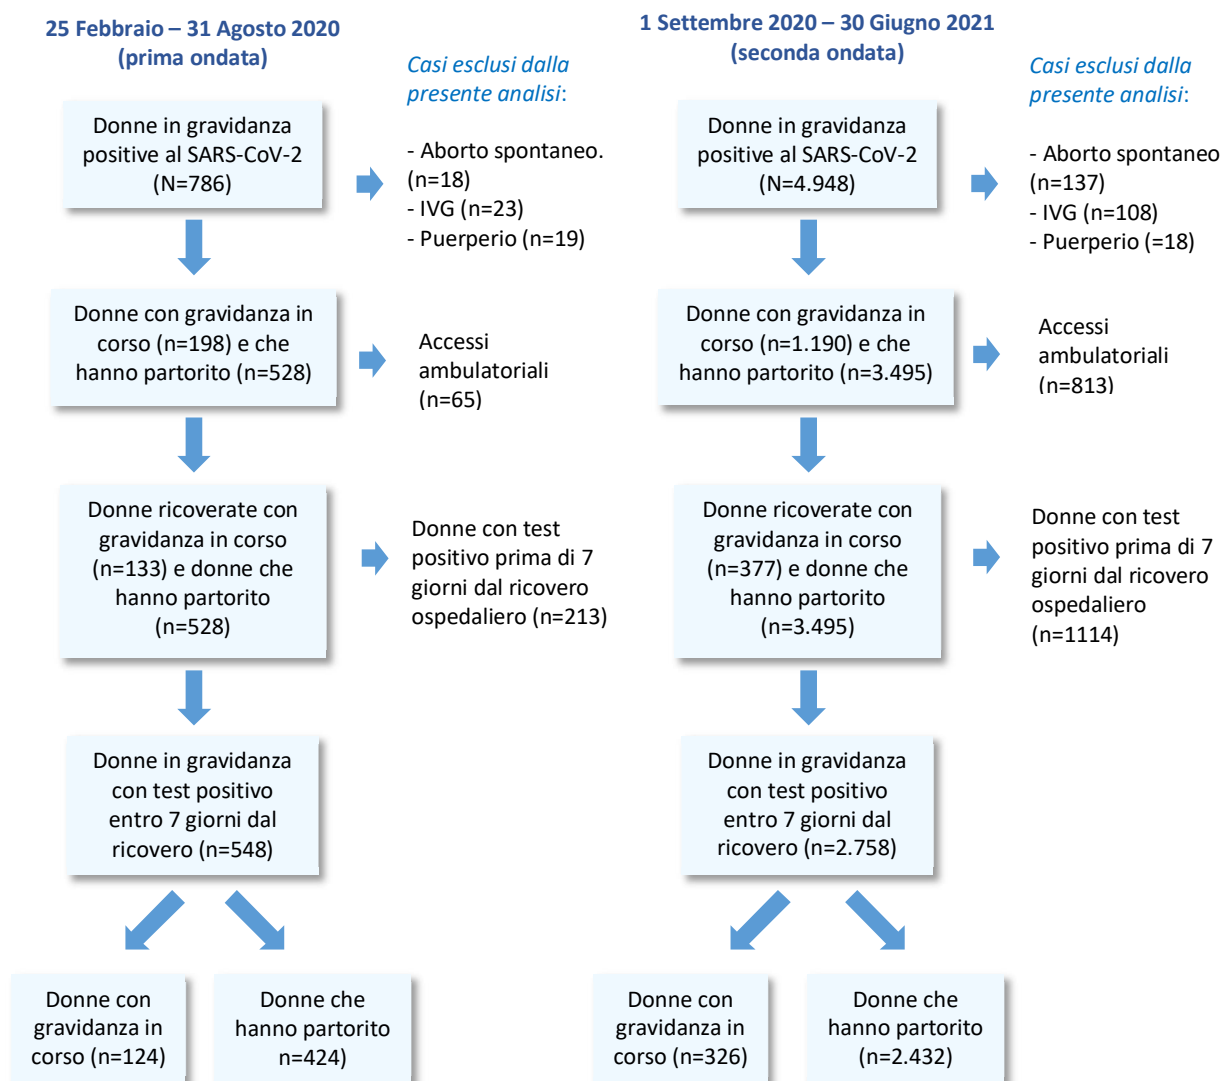 25 Febbraio – 31 Agosto 2020
(prima ondata)
Casi esclusi dalla
presente analisi:
Donne in gravidanza
positive al SARS-CoV-2
(N=786)
- Aborto spontaneo.
(n=18)
- IVG (n=23)
- Puerperio (n=19)
Donne con gravidanza in
corso (n=198) e che
hanno partorito (n=528)
Accessi
ambulatoriali
(n=65)
Donne ricoverate con
gravidanza in corso
(n=133) e donne che
hanno partorito
(n=528)
Donne con test
positivo prima di 7
giorni dal ricovero
ospedaliero (n=213)
Donne in gravidanza
con test positivo
entro 7 giorni dal
ricovero (n=548)
Donne con
gravidanza in
corso (n=124)
Donne che
hanno partorito
n=424)
1 Settembre 2020 – 30 Giugno 2021
(seconda ondata)
Casi esclusi dalla
presente analisi:
Donne in gravidanza
positive al SARS-CoV-2
(N=4.948)
- Aborto spontaneo
(n=137)
- IVG (n=108)
- Puerperio (=18)
Donne con gravidanza in
corso (n=1.190) e che
hanno partorito (n=3.495)
Accessi
ambulatoriali
(n=813)
Donne ricoverate con
gravidanza in corso
(n=377) e donne che
hanno partorito
(n=3.495)
Donne con test
positivo prima di 7
giorni dal ricovero
ospedaliero
(n=1114)
Donne in gravidanza
con test positivo
entro 7 giorni dal
ricovero (n=2.758)
Donne con
gravidanza in
corso (n=326)
Donne che
hanno partorito
(n=2.432)